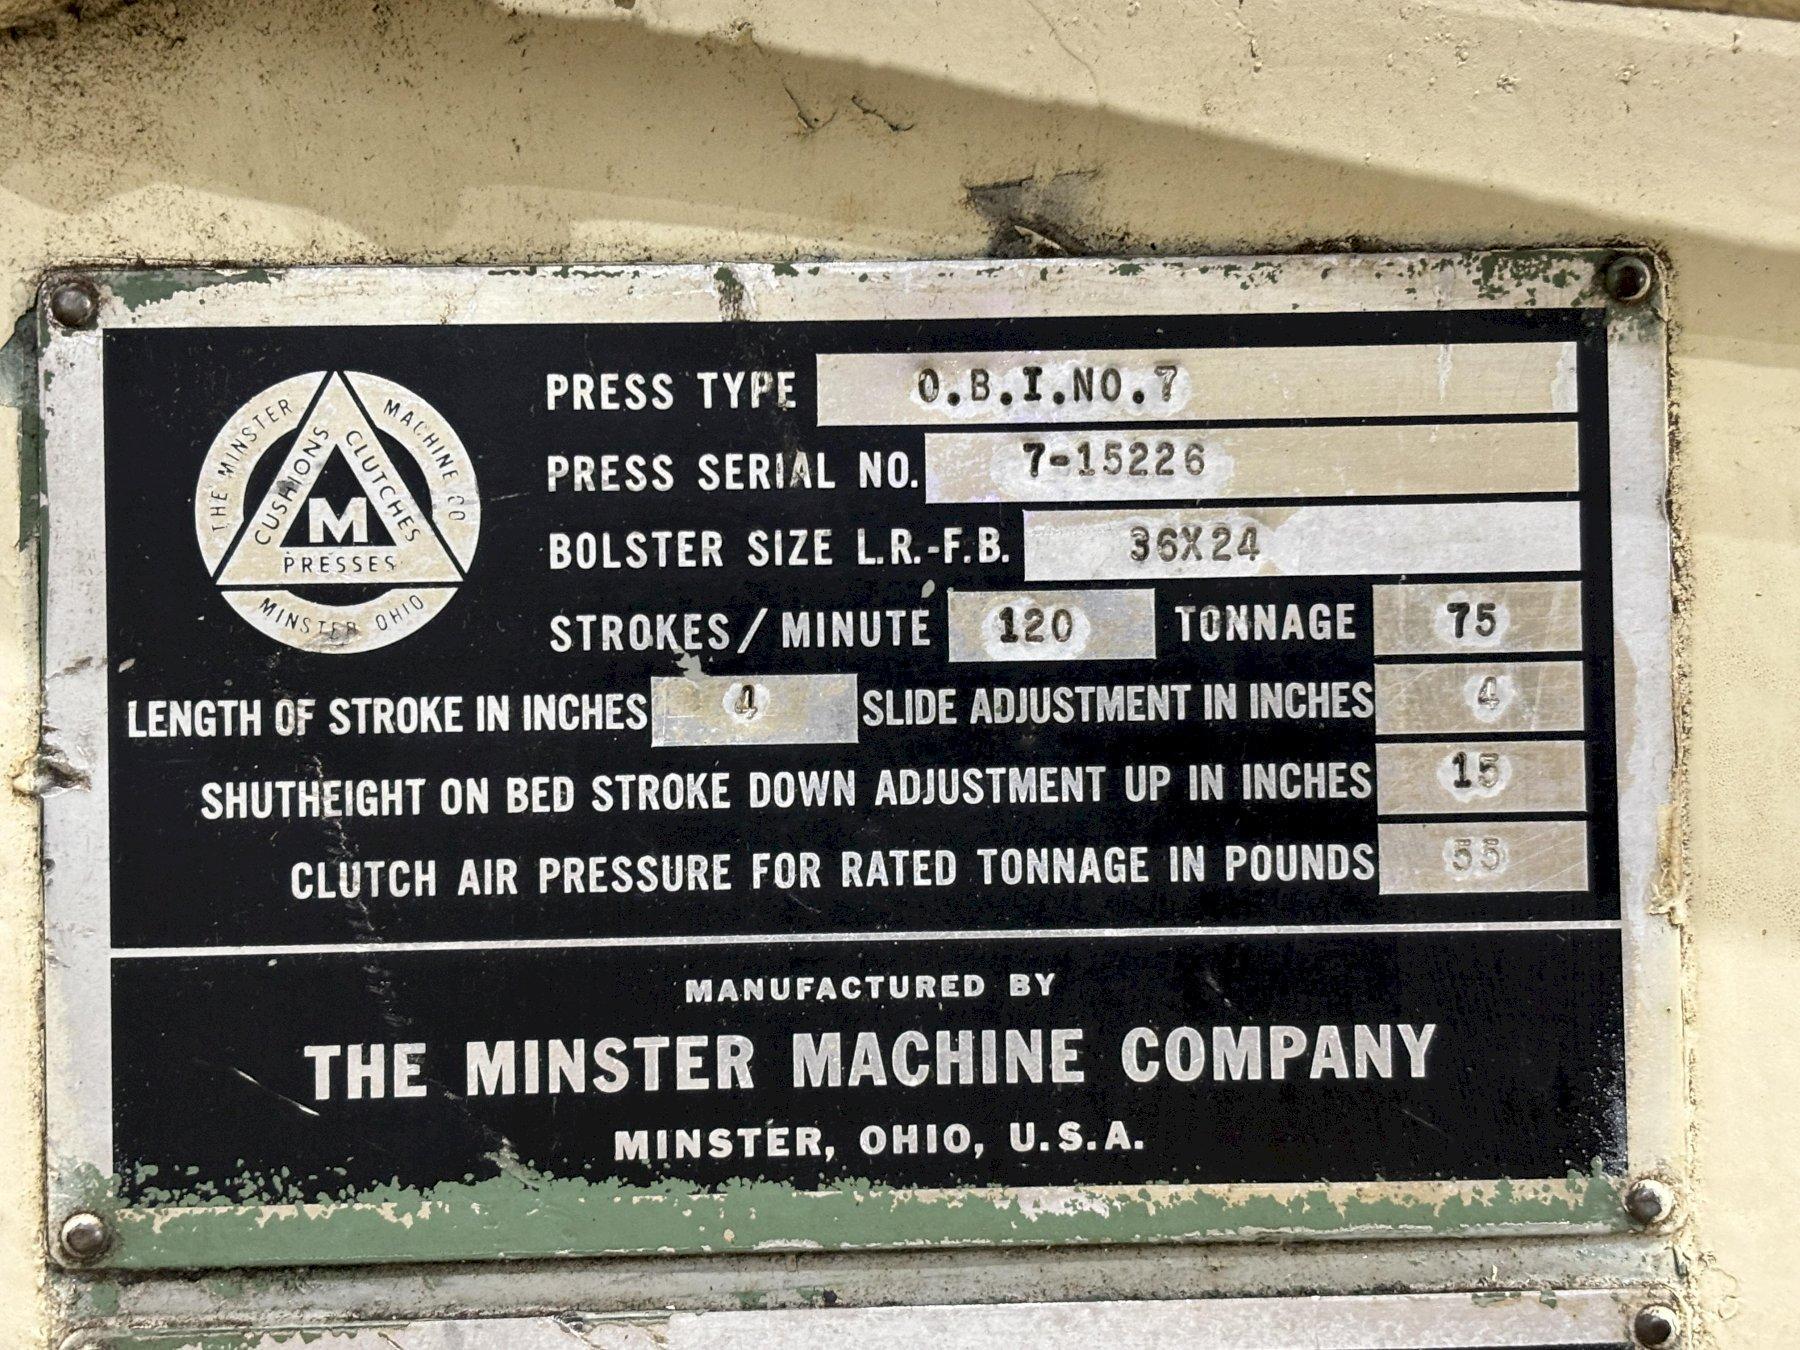 THE MINSTER MACHINE CO
CUSHIONS CLUTCHES
M
PRESSES
MINSTER OHIO
PRESS TYPE O.B.I.NO.7
PRESS SERIAL NO. 7-15226
BOLSTER SIZE L.R.-F.B. 36X24
STROKES/MINUTE 120 TONNAGE 75
LENGTH OF STROKE IN INCHES 4 SLIDE ADJUSTMENT IN INCHES 4
SHUTHEIGHT ON BED STROKE DOWN ADJUSTMENT UP IN INCHES 15
CLUTCH AIR PRESSURE FOR RATED TONNAGE IN POUNDS 55
MANUFACTURED BY
THE MINSTER MACHINE COMPANY
MINSTER, OHIO, U.S.A.